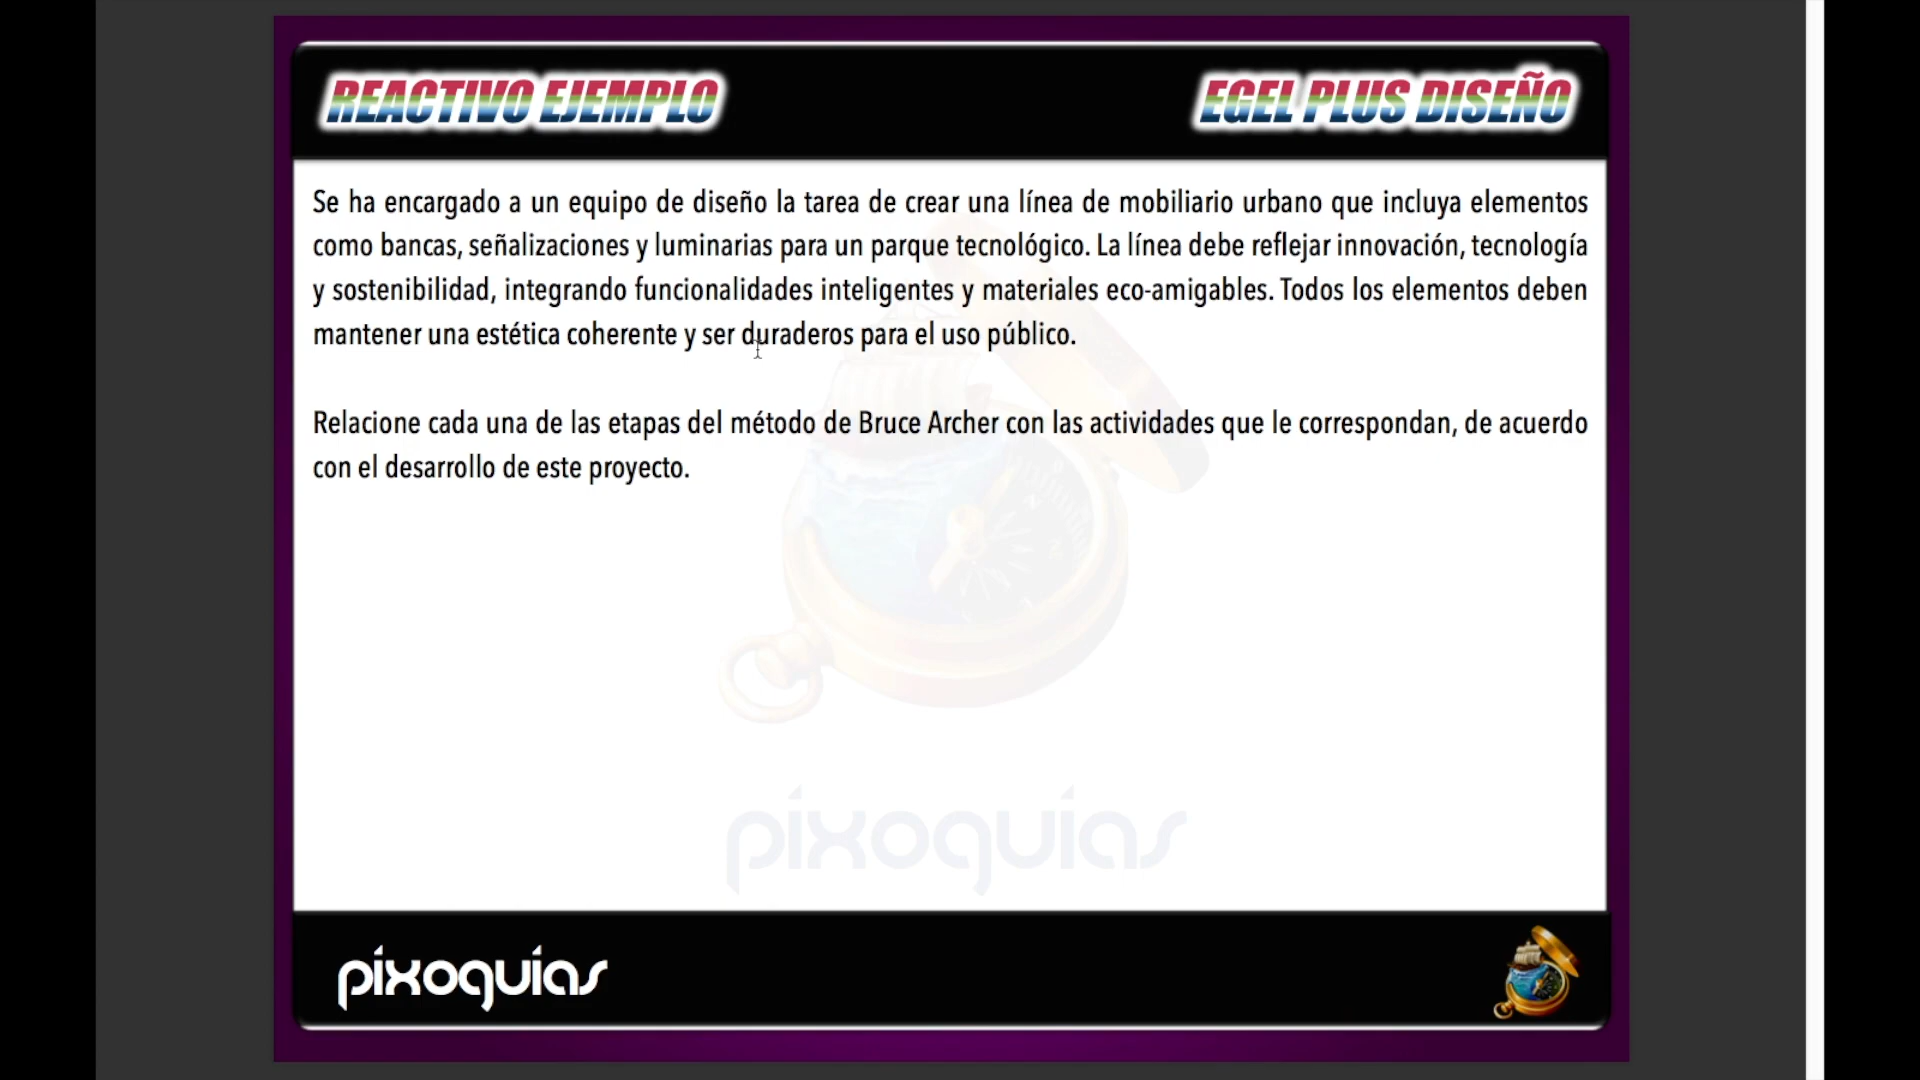 REACTIVO EJEMPLO
EGEL PLUS DISEÑO
Se ha encargado a un equipo de diseño la tarea de crear una línea de mobiliario urbano que incluya elementos
como bancas, señalizaciones y luminarias para un parque tecnológico. La línea debe reflejar innovación, tecnología
y sostenibilidad, integrando funcionalidades inteligentes y materiales eco-amigables. Todos los elementos deben
mantener una estética coherente y ser duraderos para el uso público.
Relacione cada una de las etapas del método de Bruce Archer con las actividades que le correspondan, de acuerdo
con el desarrollo de este proyecto.
pixoguias
pixoguias